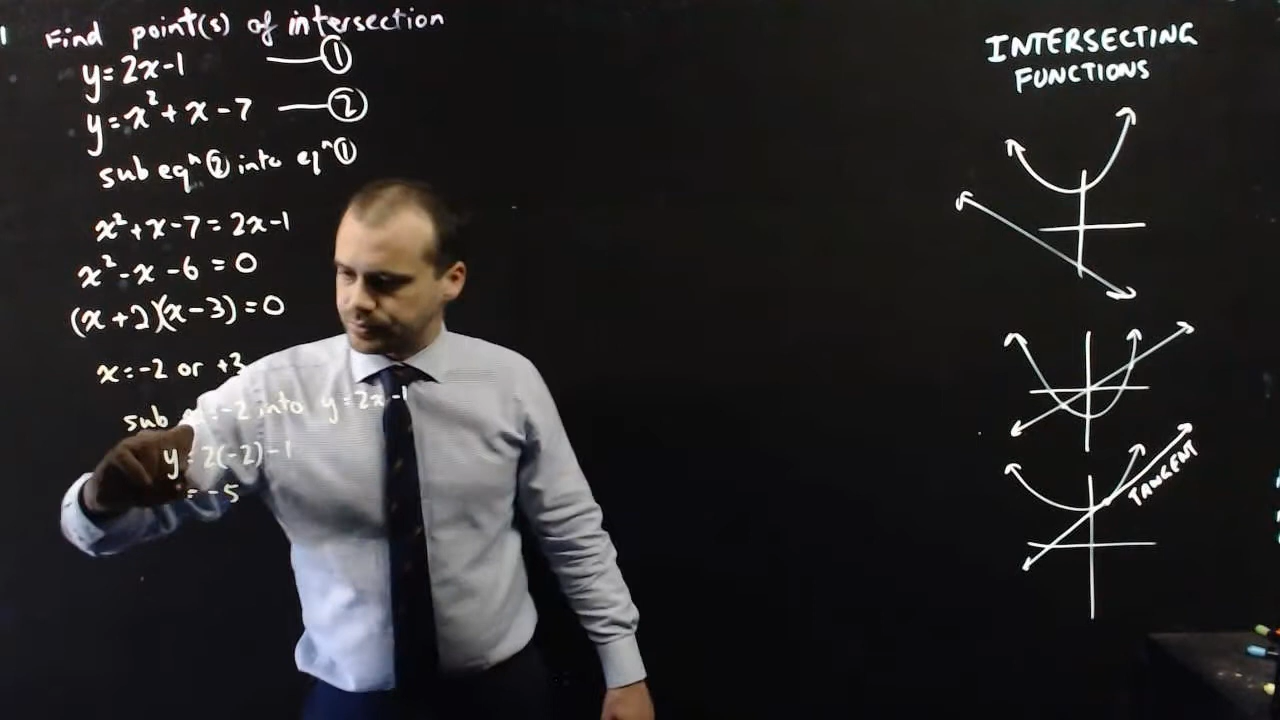 1 Find point(s) of intersection
y = 2x - 1 ——— ①
y = x² + x - 7 ——— ②
sub eqⁿ ② into eqⁿ ①
x² + x - 7 = 2x - 1
x² - x - 6 = 0
(x + 2)(x - 3) = 0
x = -2 or +3
sub = -2 into y = 2x - 1
y = 2(-2) - 1
= -5
INTERSECTING
FUNCTIONS
TANGENT